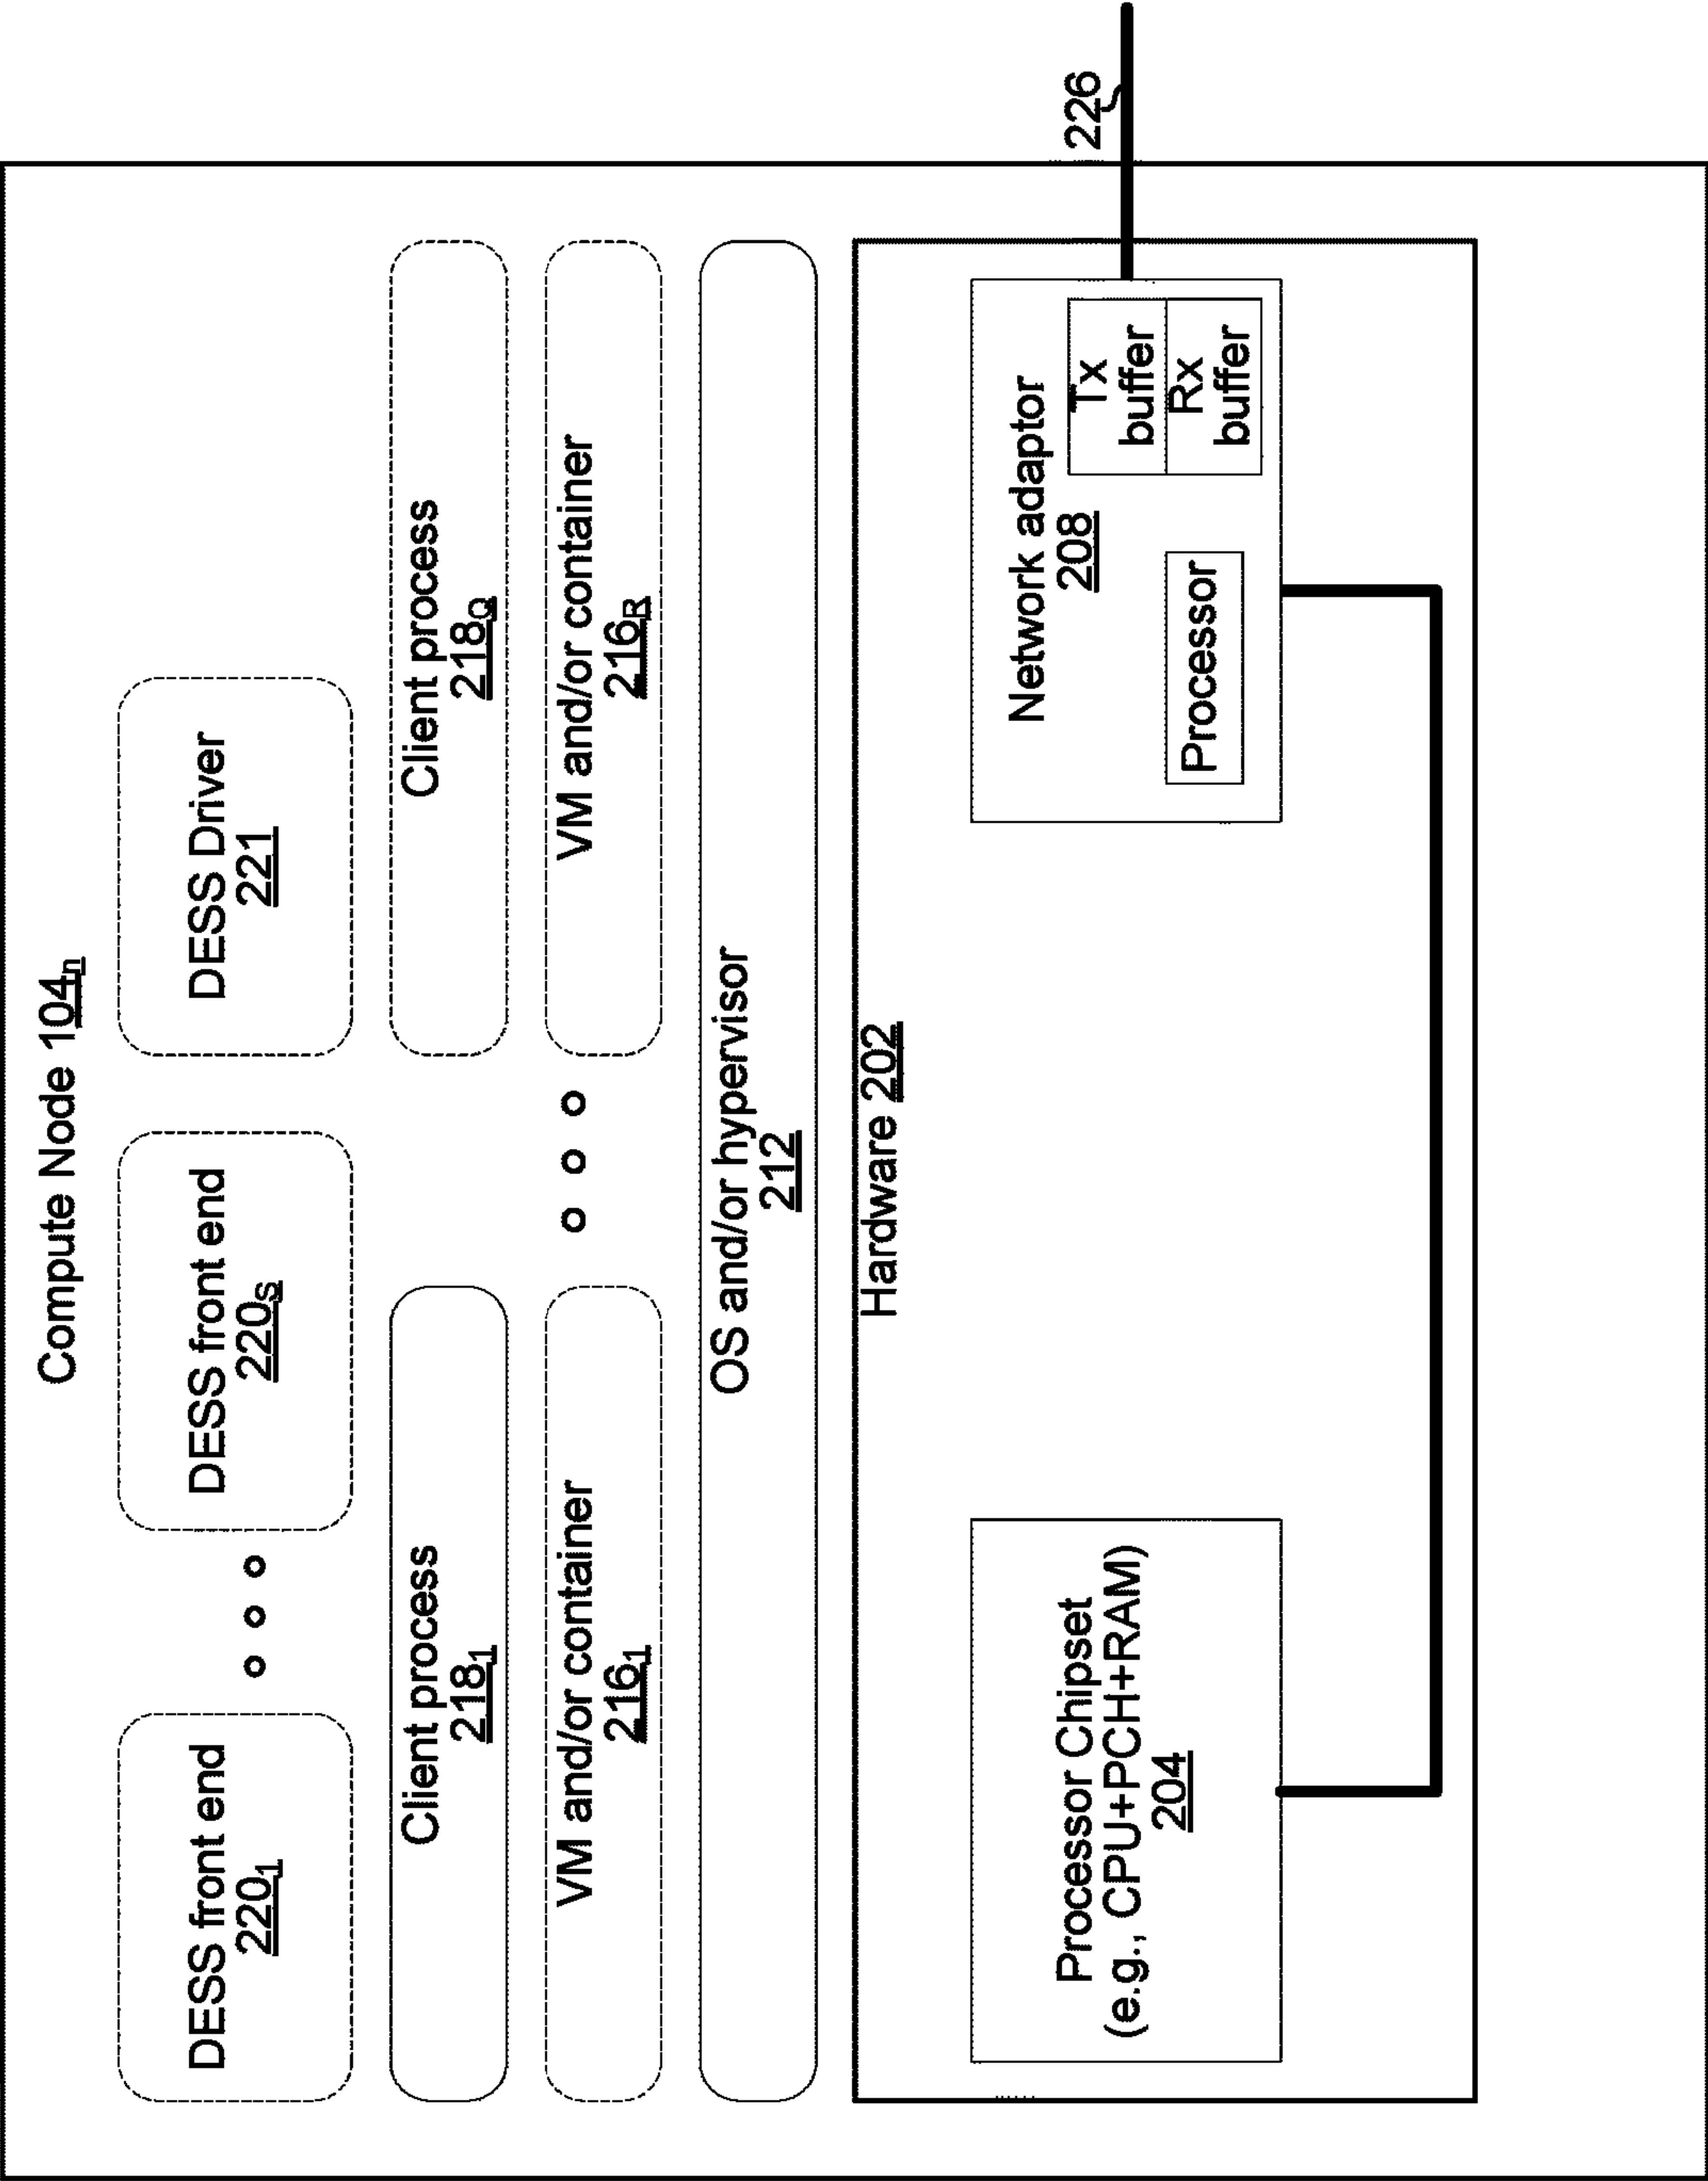 Compute Node 104n
DESS front end
2201
DESS front end
220S
DESS Driver
221
Client process
2181
Client process
218Q
VM and/or container
2161
VM and/or container
216R
OS and/or hypervisor
212
Hardware 202
Processor Chipset
(e.g., CPU+PCH+RAM)
204
Network adaptor
208
Processor
Tx
buffer
Rx
buffer
226